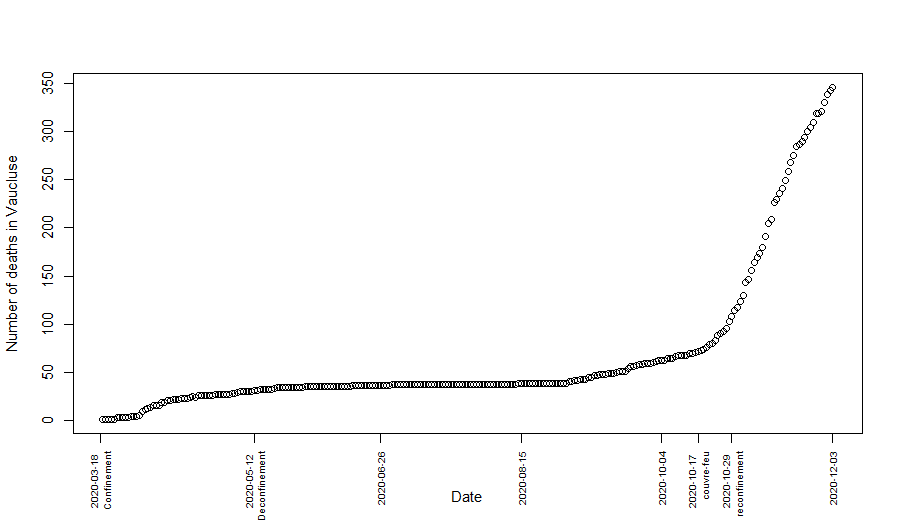 Number of deaths in Vaucluse
350
300
250
200
150
100
50
0
2020-03-18
Confinement
2020-05-12
Deconfinement
2020-06-26
2020-08-15
2020-10-04
2020-10-17
couvre-feu
2020-10-29
reconfinement
2020-12-03
Date